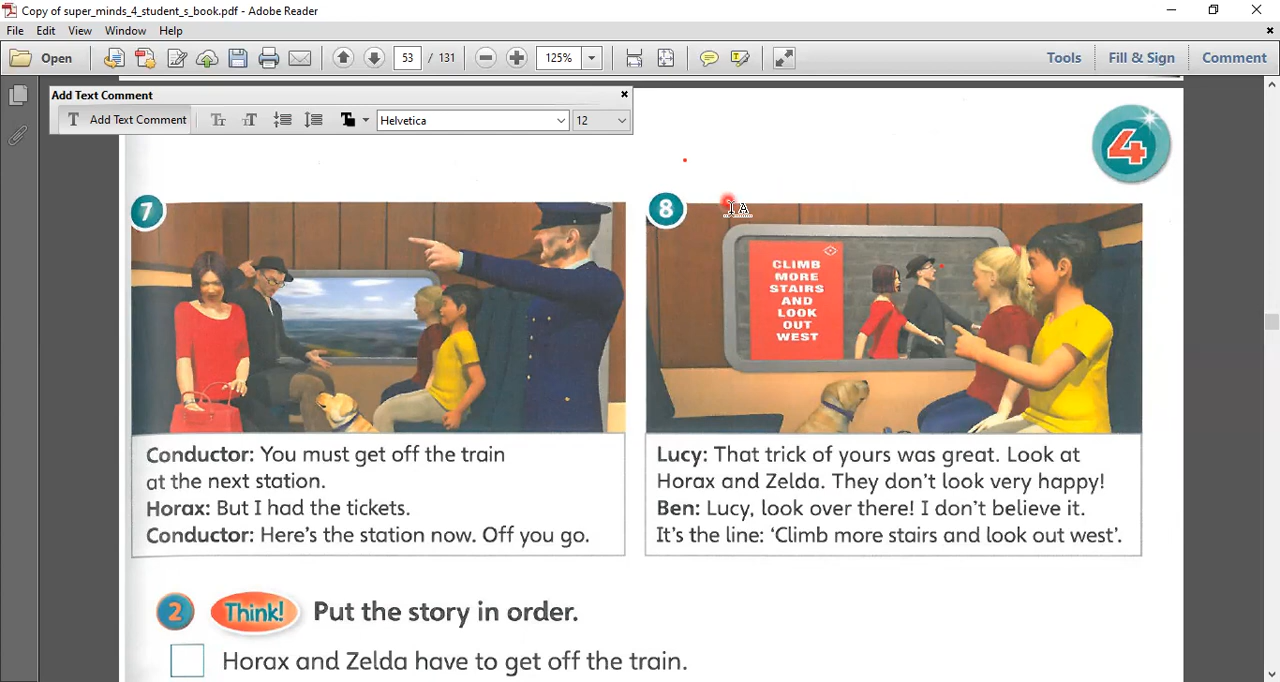 Copy of super_minds_4_student_s_book.pdf - Adobe Reader
File Edit View Window Help
Open 53 / 131 125% Tools Fill & Sign Comment
Add Text Comment
T Add Text Comment Helvetica 12
4
7
8
CLIMB
MORE
STAIRS
AND
LOOK
OUT
WEST
Conductor: You must get off the train
at the next station.
Horax: But I had the tickets.
Conductor: Here's the station now. Off you go.
Lucy: That trick of yours was great. Look at
Horax and Zelda. They don't look very happy!
Ben: Lucy, look over there! I don't believe it.
It's the line: 'Climb more stairs and look out west'.
2 Think! Put the story in order.
Horax and Zelda have to get off the train.